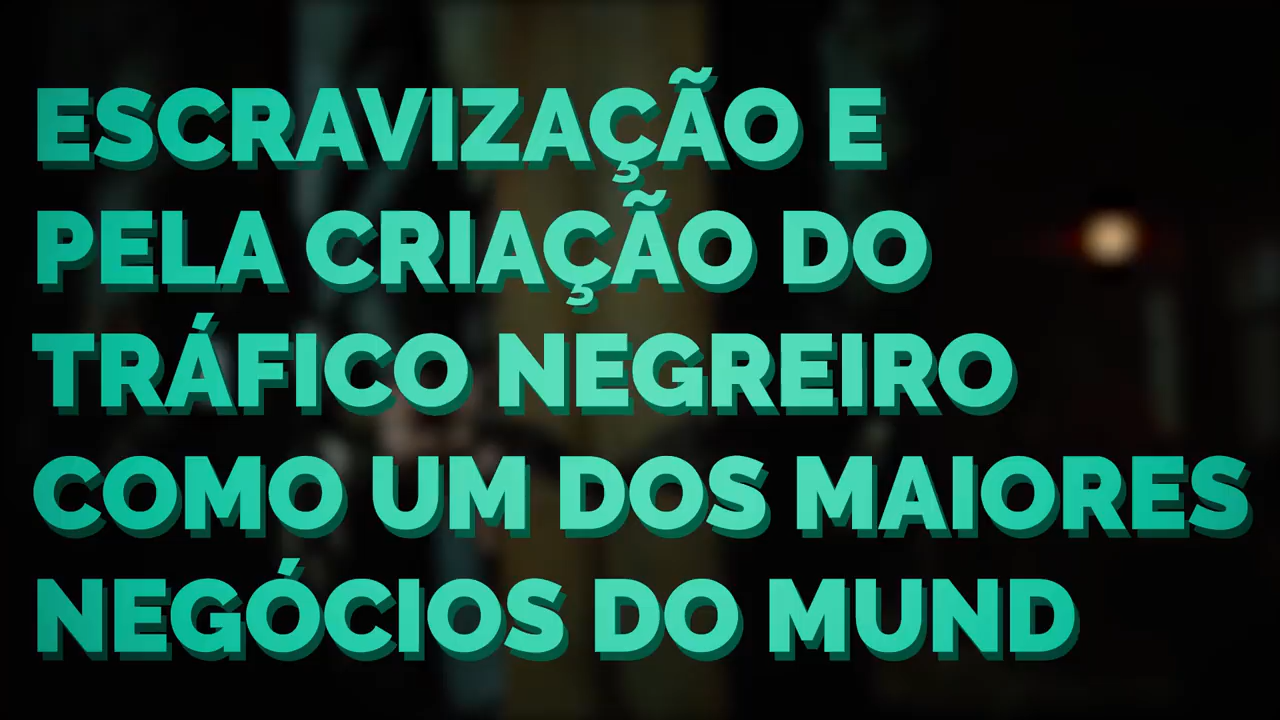 ESCRAVIZAÇÃO E
PELA CRIAÇÃO DO
TRÁFICO NEGREIRO
COMO UM DOS MAIORES
NEGÓCIOS DO MUND